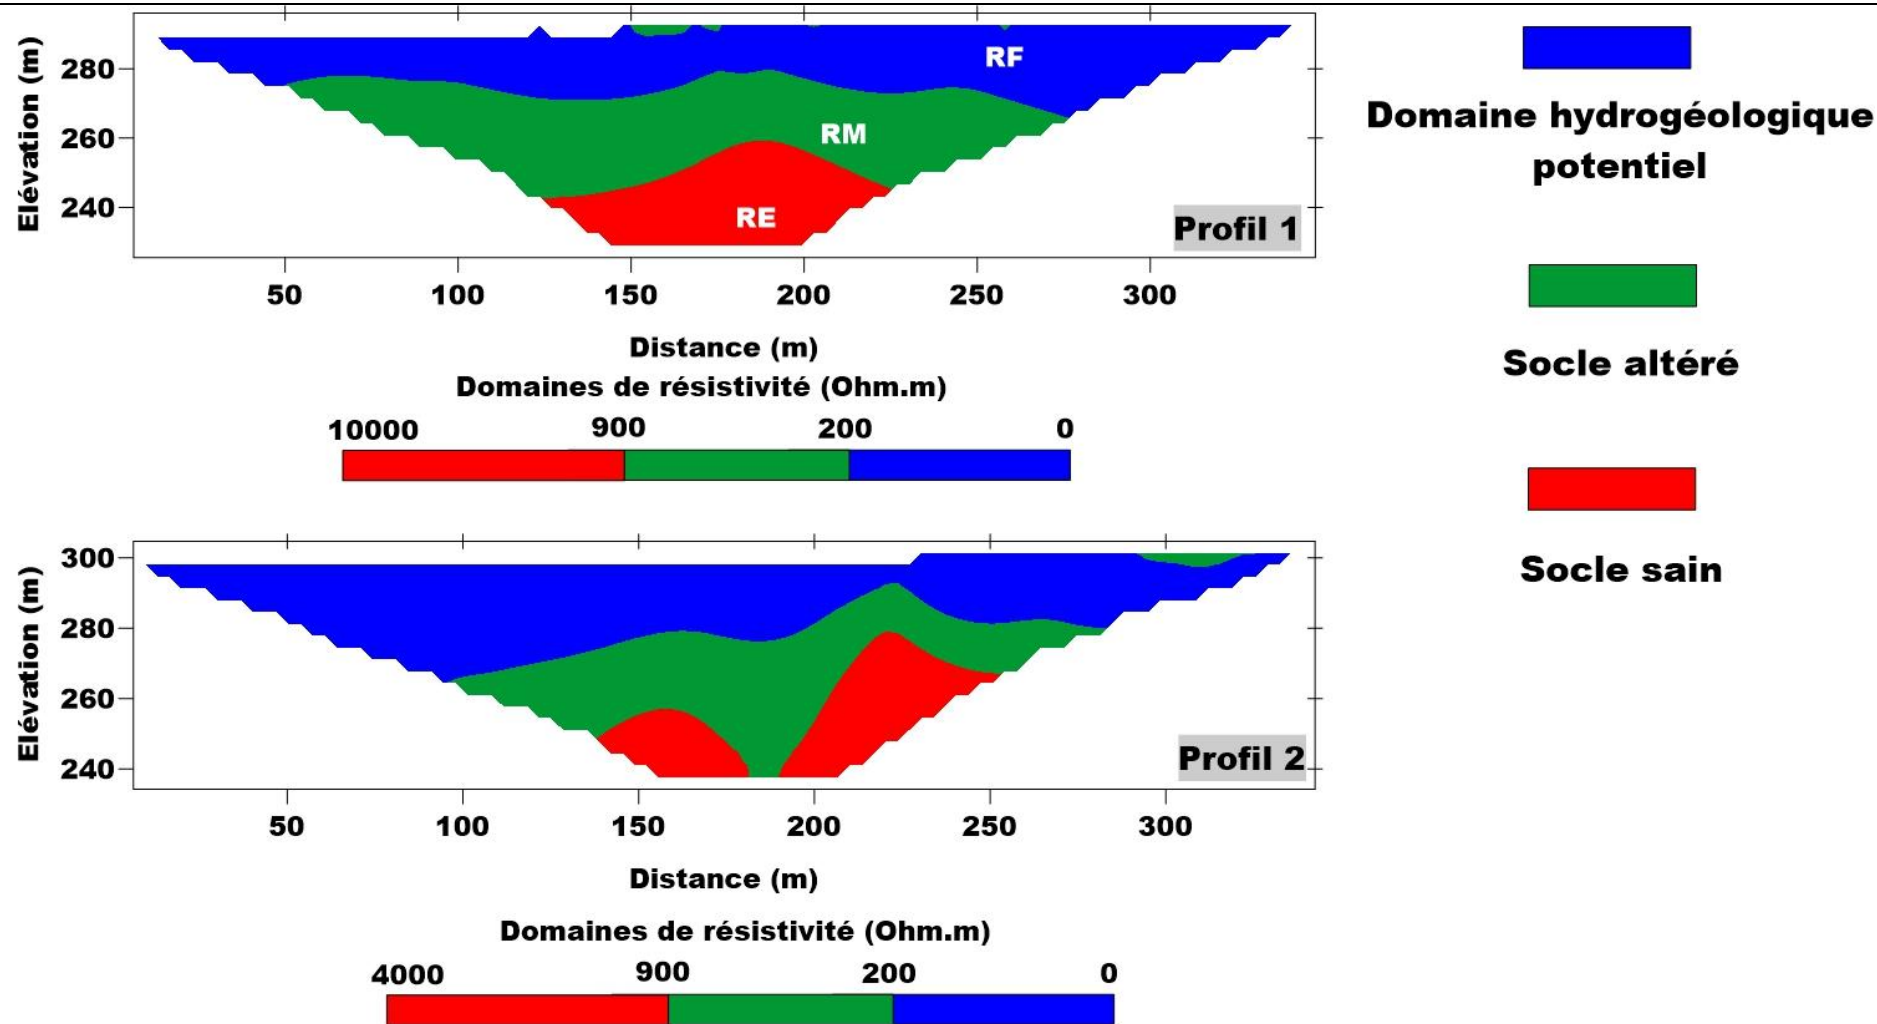 Elévation (m)
280
260
240
RF
RM
RE
Profil 1
50 100 150 200 250 300
Distance (m)
Domaines de résistivité (Ohm.m)
10000 900 200 0
Domaine hydrogéologique
potentiel
Socle altéré
Socle sain
Elévation (m)
300
280
260
240
Profil 2
50 100 150 200 250 300
Distance (m)
Domaines de résistivité (Ohm.m)
4000 900 200 0